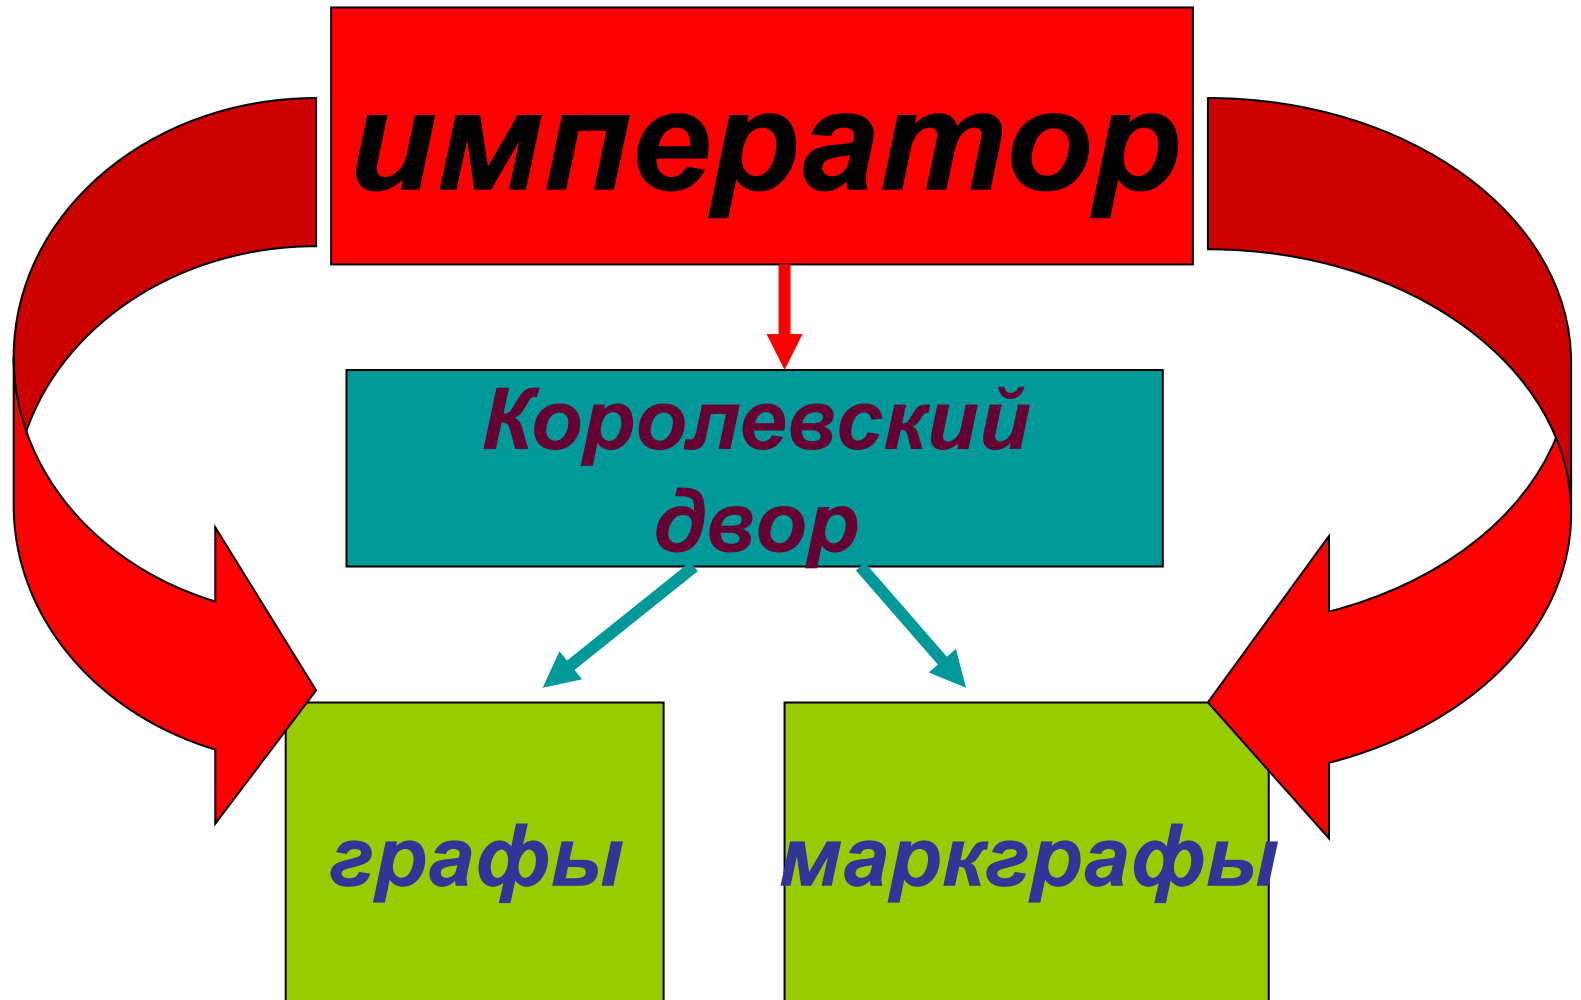 император
Королевский
двор
графы
маркграфы